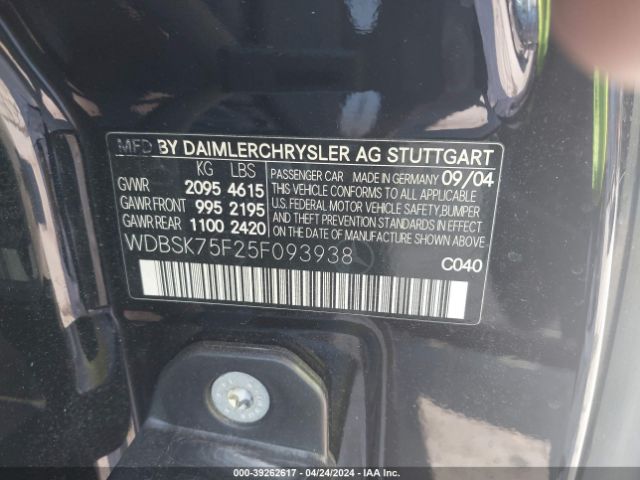 MFD BY DAIMLERCHRYSLER AG STUTTGART
KG LBS
GVWR 2095 4615
GAWR FRONT 995 2195
GAWR REAR 1100 2420
PASSENGER CAR MADE IN GERMANY 09/04
THIS VEHICLE CONFORMS TO ALL APPLICABLE
U.S. FEDERAL MOTOR VEHICLE SAFETY, BUMPER
AND THEFT PREVENTION STANDARDS IN EFFECT
ON THE DATE OF MANUFACTURE SHOWN ABOVE.
WDBSK75F25F093938
C040
000-39262617 - 04/24/2024 - IAA Inc.